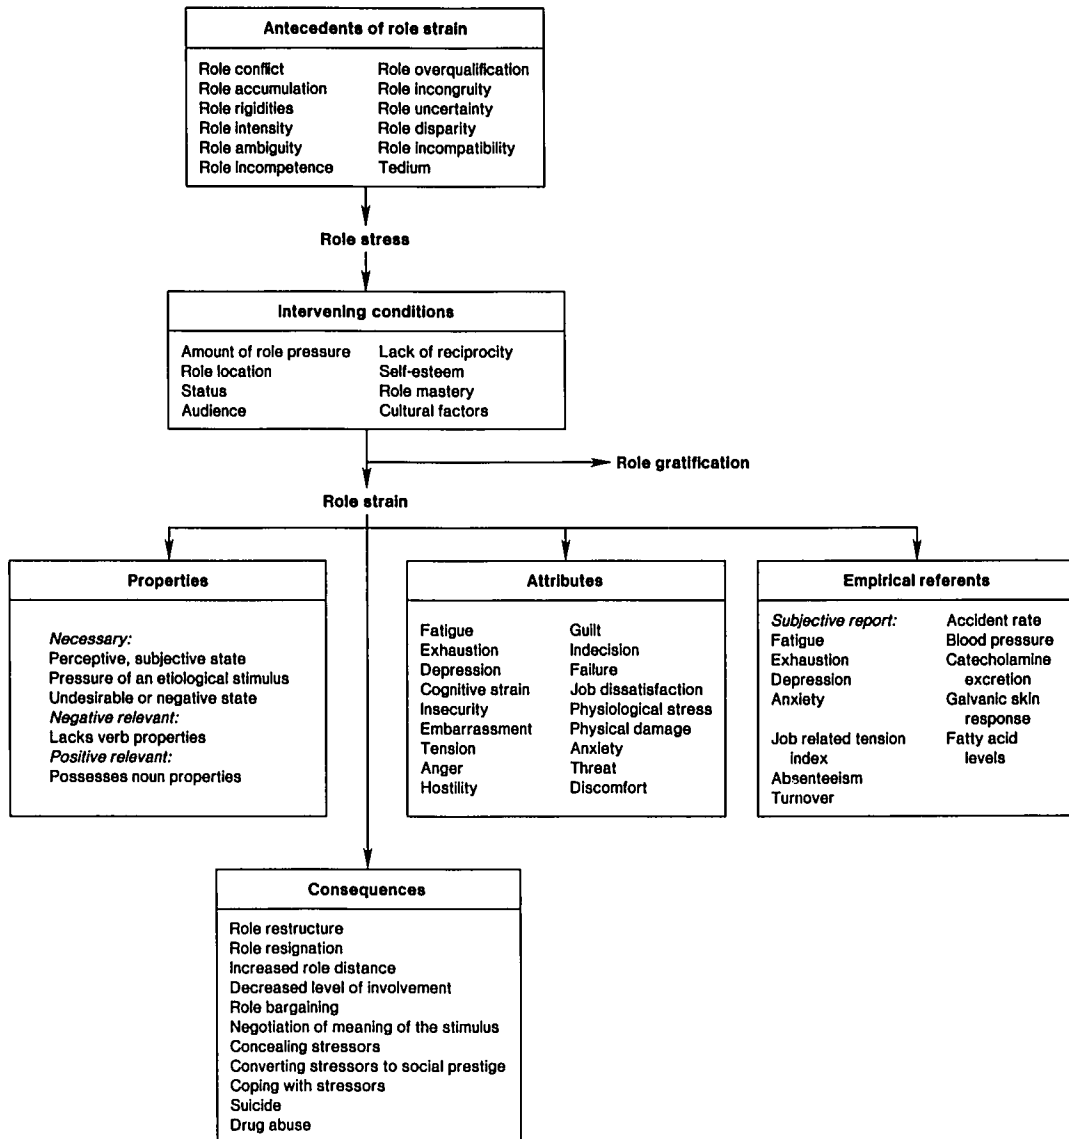 Antecedents of role strain
Role conflict
Role accumulation
Role rigidities
Role intensity
Role ambiguity
Role incompetence
Role overqualification
Role incongruity
Role uncertainty
Role disparity
Role incompatibility
Tedium
Role stress
Intervening conditions
Amount of role pressure
Role location
Status
Audience
Lack of reciprocity
Self-esteem
Role mastery
Cultural factors
Role gratification
Role strain
Properties
Necessary:
Perceptive, subjective state
Pressure of an etiological stimulus
Undesirable or negative state
Negative relevant:
Lacks verb properties
Positive relevant:
Possesses noun properties
Attributes
Fatigue
Exhaustion
Depression
Cognitive strain
Insecurity
Embarrassment
Tension
Anger
Hostility
Guilt
Indecision
Failure
Job dissatisfaction
Physiological stress
Physical damage
Anxiety
Threat
Discomfort
Empirical referents
Subjective report:
Fatigue
Exhaustion
Depression
Anxiety
Job related tension
index
Absenteeism
Turnover
Accident rate
Blood pressure
Catecholamine
excretion
Galvanic skin
response
Fatty acid
levels
Consequences
Role restructure
Role resignation
Increased role distance
Decreased level of involvement
Role bargaining
Negotiation of meaning of the stimulus
Concealing stressors
Converting stressors to social prestige
Coping with stressors
Suicide
Drug abuse